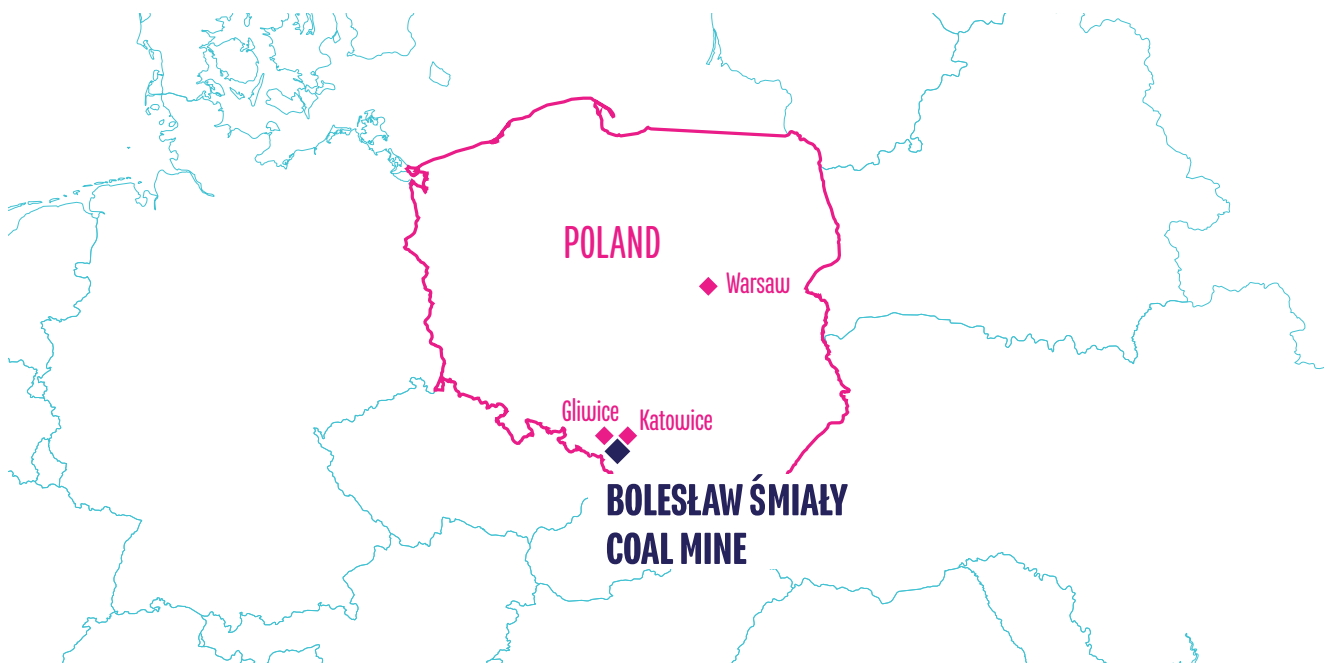 POLAND
Warsaw
Gliwice
Katowice
BOLESŁAW ŚMIAŁY
COAL MINE